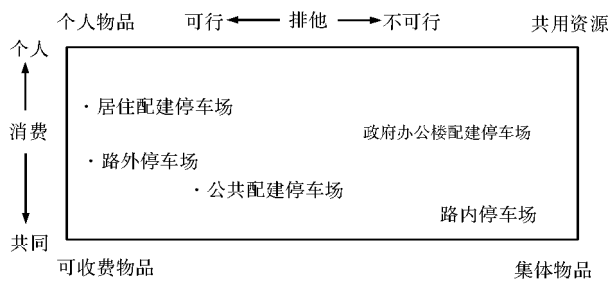 个人物品 可行 排他 不可行 共用资源
个人
·居住配建停车场
消费 政府办公楼配建停车场
·路外停车场
·公共配建停车场
路内停车场
共同
可收费物品 集体物品